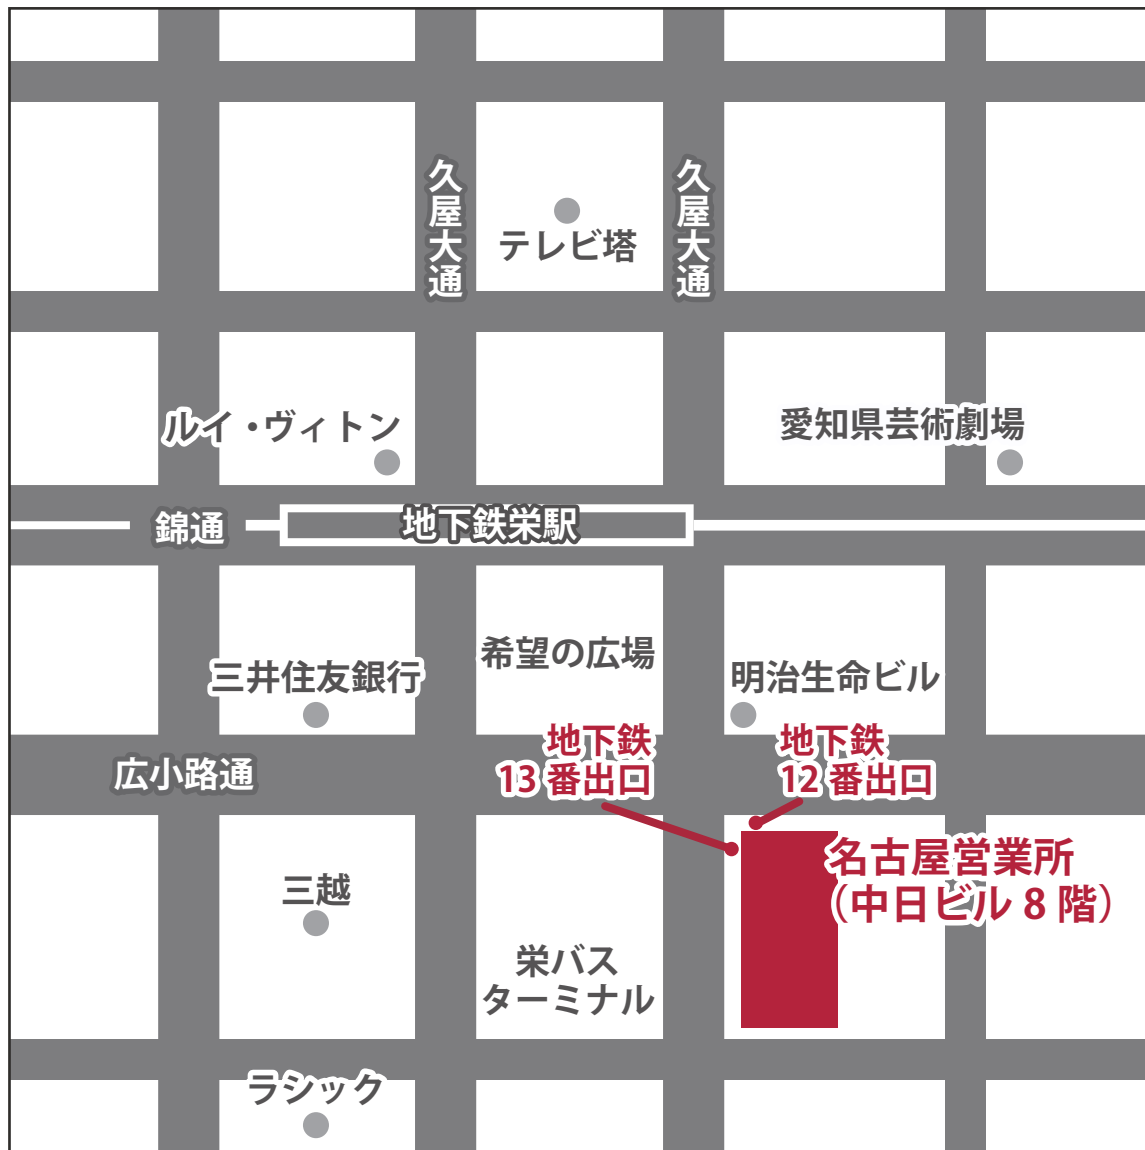 久屋大通
久屋大通
テレビ塔
ルイ・ヴィトン
愛知県芸術劇場
錦通
地下鉄栄駅
希望の広場
三井住友銀行
明治生命ビル
地下鉄
13 番出口
地下鉄
12 番出口
広小路通
名古屋営業所
（中日ビル 8 階）
三越
栄バス
ターミナル
ラシック